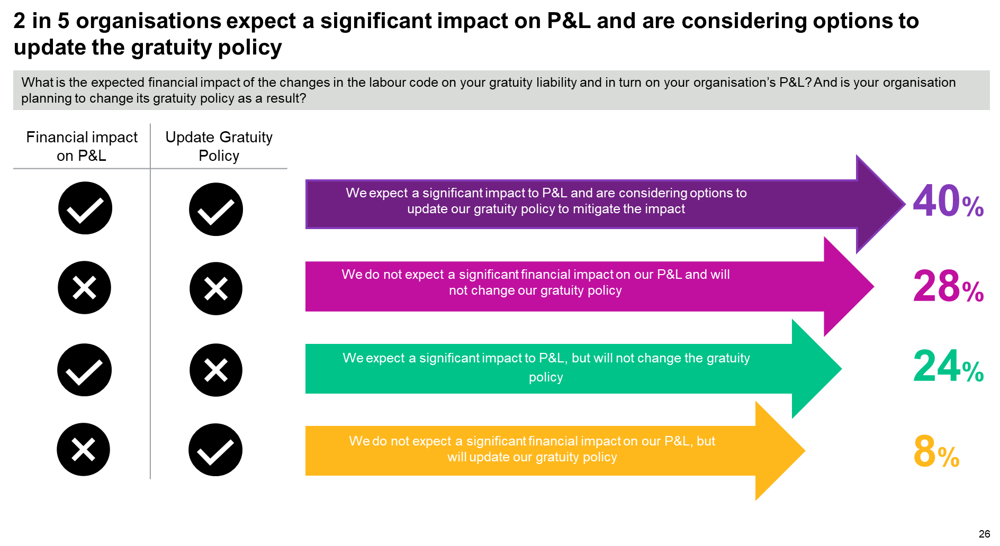 2 in 5 organisations expect a significant impact on P&L and are considering options to
update the gratuity policy
What is the expected financial impact of the changes in the labour code on your gratuity liability and in turn on your organisation’s P&L? And is your organisation
planning to change its gratuity policy as a result?
Financial impact
on P&L
Update Gratuity
Policy
We expect a significant impact to P&L and are considering options to
update our gratuity policy to mitigate the impact
40%
We do not expect a significant financial impact on our P&L and will
not change our gratuity policy
28%
We expect a significant impact to P&L, but will not change the gratuity
policy
24%
We do not expect a significant financial impact on our P&L, but
will update our gratuity policy
8%
26